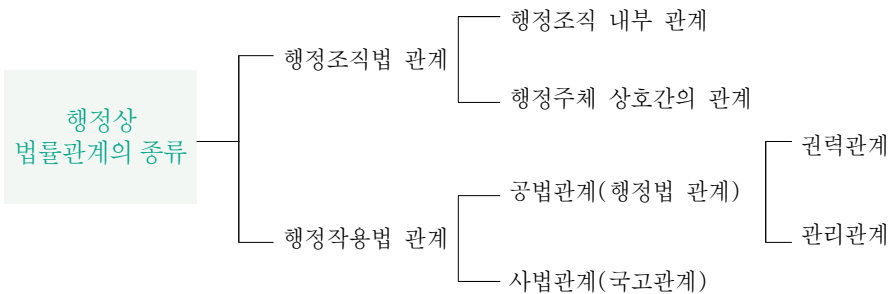 행정상
법률관계의 종류
행정조직법 관계
행정조직 내부 관계
행정주체 상호간의 관계
행정작용법 관계
공법관계(행정법 관계)
권력관계
관리관계
사법관계(국고관계)